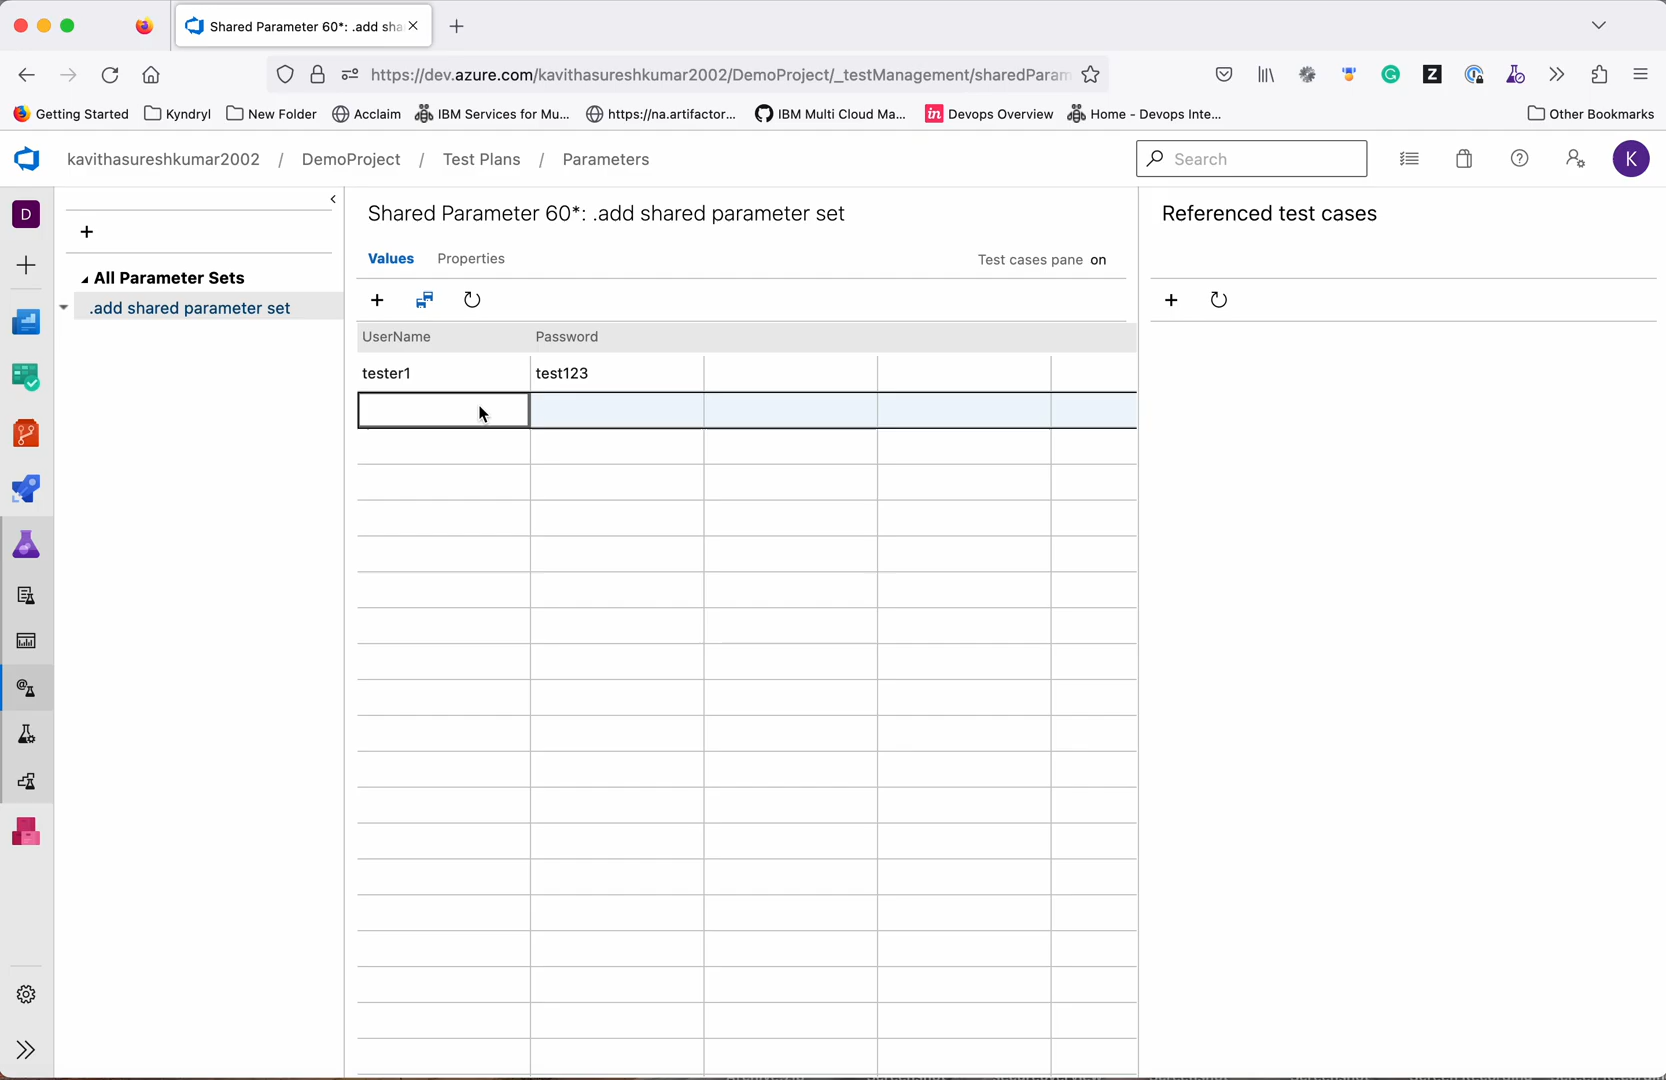 Shared Parameter 60*: .add sha
https://dev.azure.com/kavithasureshkumar2002/DemoProject/_testManagement/sharedParam
Getting Started
Kyndryl
New Folder
Acclaim
IBM Services for Mu...
https://na.artifactor...
IBM Multi Cloud Ma...
in
Devops Overview
Home - Devops Inte...
Other Bookmarks
kavithasureshkumar2002 / DemoProject / Test Plans / Parameters
Search
K
D
Shared Parameter 60*: .add shared parameter set
Referenced test cases
Values
Properties
Test cases pane on
All Parameter Sets
.add shared parameter set
UserName
Password
tester1
test123